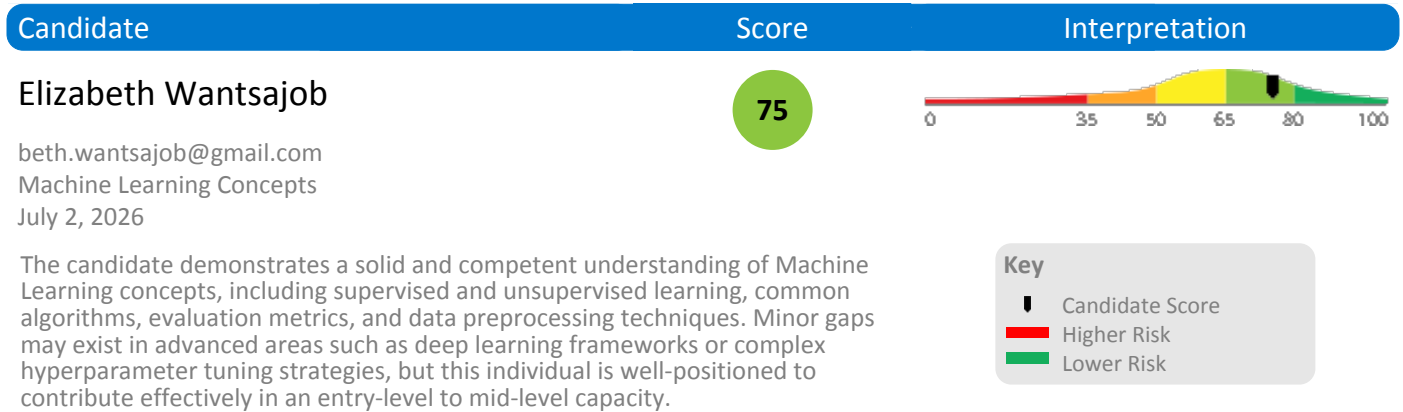 Candidate Score Interpretation
Elizabeth Wantsajob
75
0 35 50 65 80 100
beth.wantsajob@gmail.com
Machine Learning Concepts
July 2, 2026
The candidate demonstrates a solid and competent understanding of Machine
Learning concepts, including supervised and unsupervised learning, common
algorithms, evaluation metrics, and data preprocessing techniques. Minor gaps
may exist in advanced areas such as deep learning frameworks or complex
hyperparameter tuning strategies, but this individual is well-positioned to
contribute effectively in an entry-level to mid-level capacity.
Key
Candidate Score
Higher Risk
Lower Risk